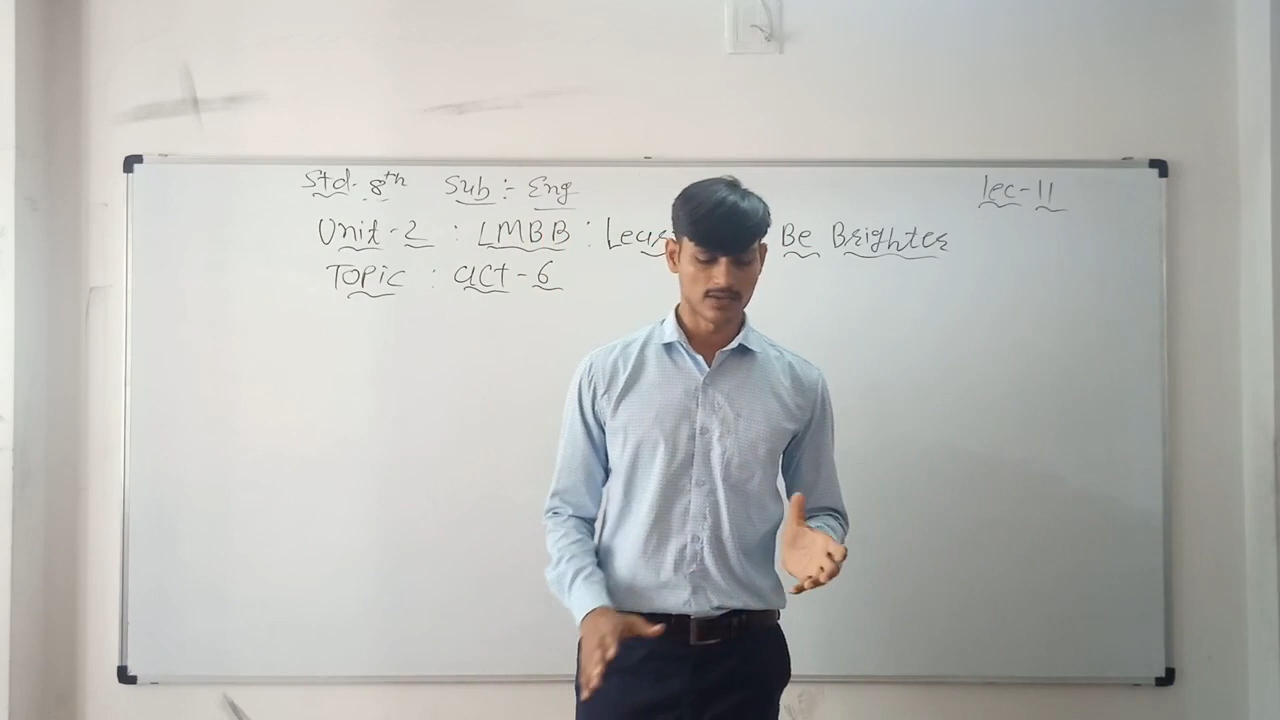 Std. 8th Sub :- Eng
lec-11
Unit-2 : LMBB : Be Brighter
Topic : act-6